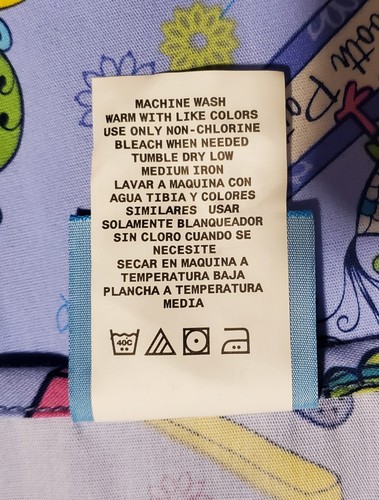 MACHINE WASH
WARM WITH LIKE COLORS
USE ONLY NON-CHLORINE
BLEACH WHEN NEEDED
TUMBLE DRY LOW
MEDIUM IRON
LAVAR A MAQUINA CON
AGUA TIBIA Y COLORES
SIMILARES USAR
SOLAMENTE BLANQUEADOR
SIN CLORO CUANDO SE
NECESITE
SECAR EN MAQUINA A
TEMPERATURA BAJA
PLANCHA A TEMPERATURA
MEDIA
40C